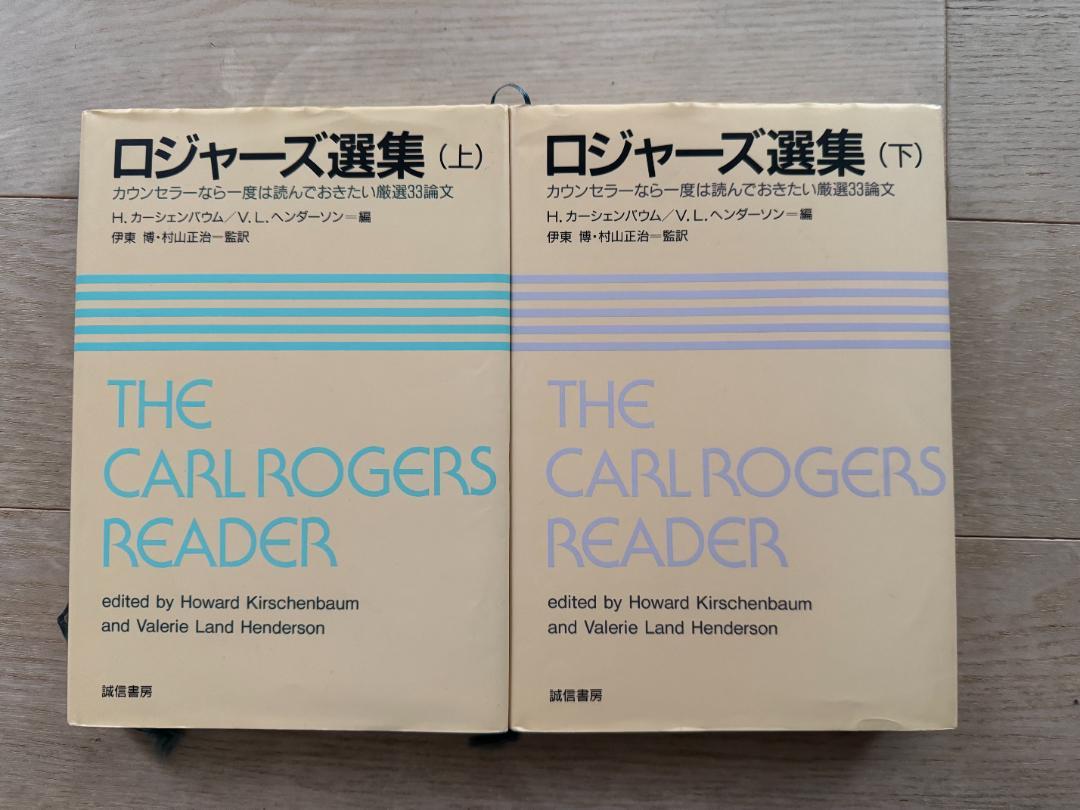 ロジャーズ選集（上）
カウンセラーなら一度は読んでおきたい厳選33論文
H. カーシェンバウム／V. L. ヘンダーソン＝編
伊東 博・村山正治＝監訳
THE
CARL ROGERS
READER
edited by Howard Kirschenbaum
and Valerie Land Henderson
誠信書房
ロジャーズ選集（下）
カウンセラーなら一度は読んでおきたい厳選33論文
H. カーシェンバウム／V. L. ヘンダーソン＝編
伊東 博・村山正治＝監訳
THE
CARL ROGERS
READER
edited by Howard Kirschenbaum
and Valerie Land Henderson
誠信書房